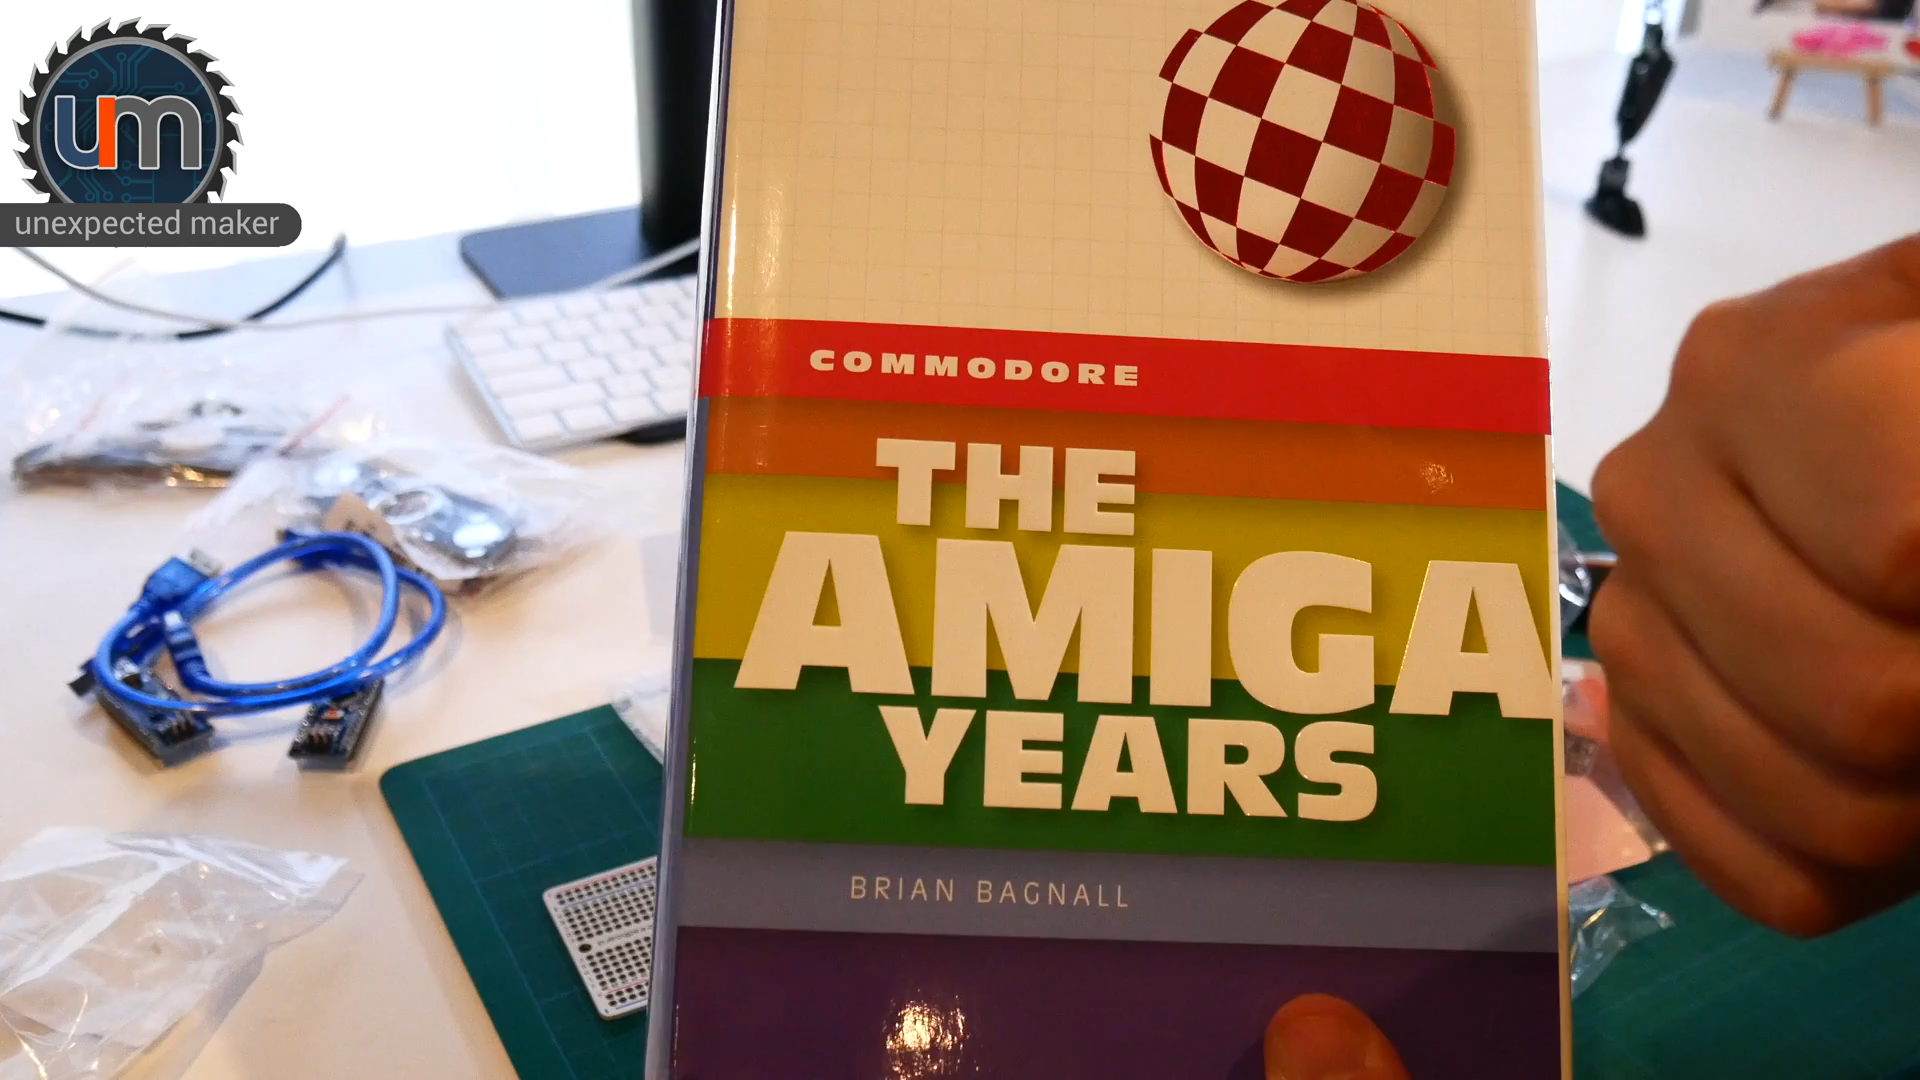 um
unexpected maker
COMMODORE
THE
AMIGA
YEARS
BRIAN BAGNALL